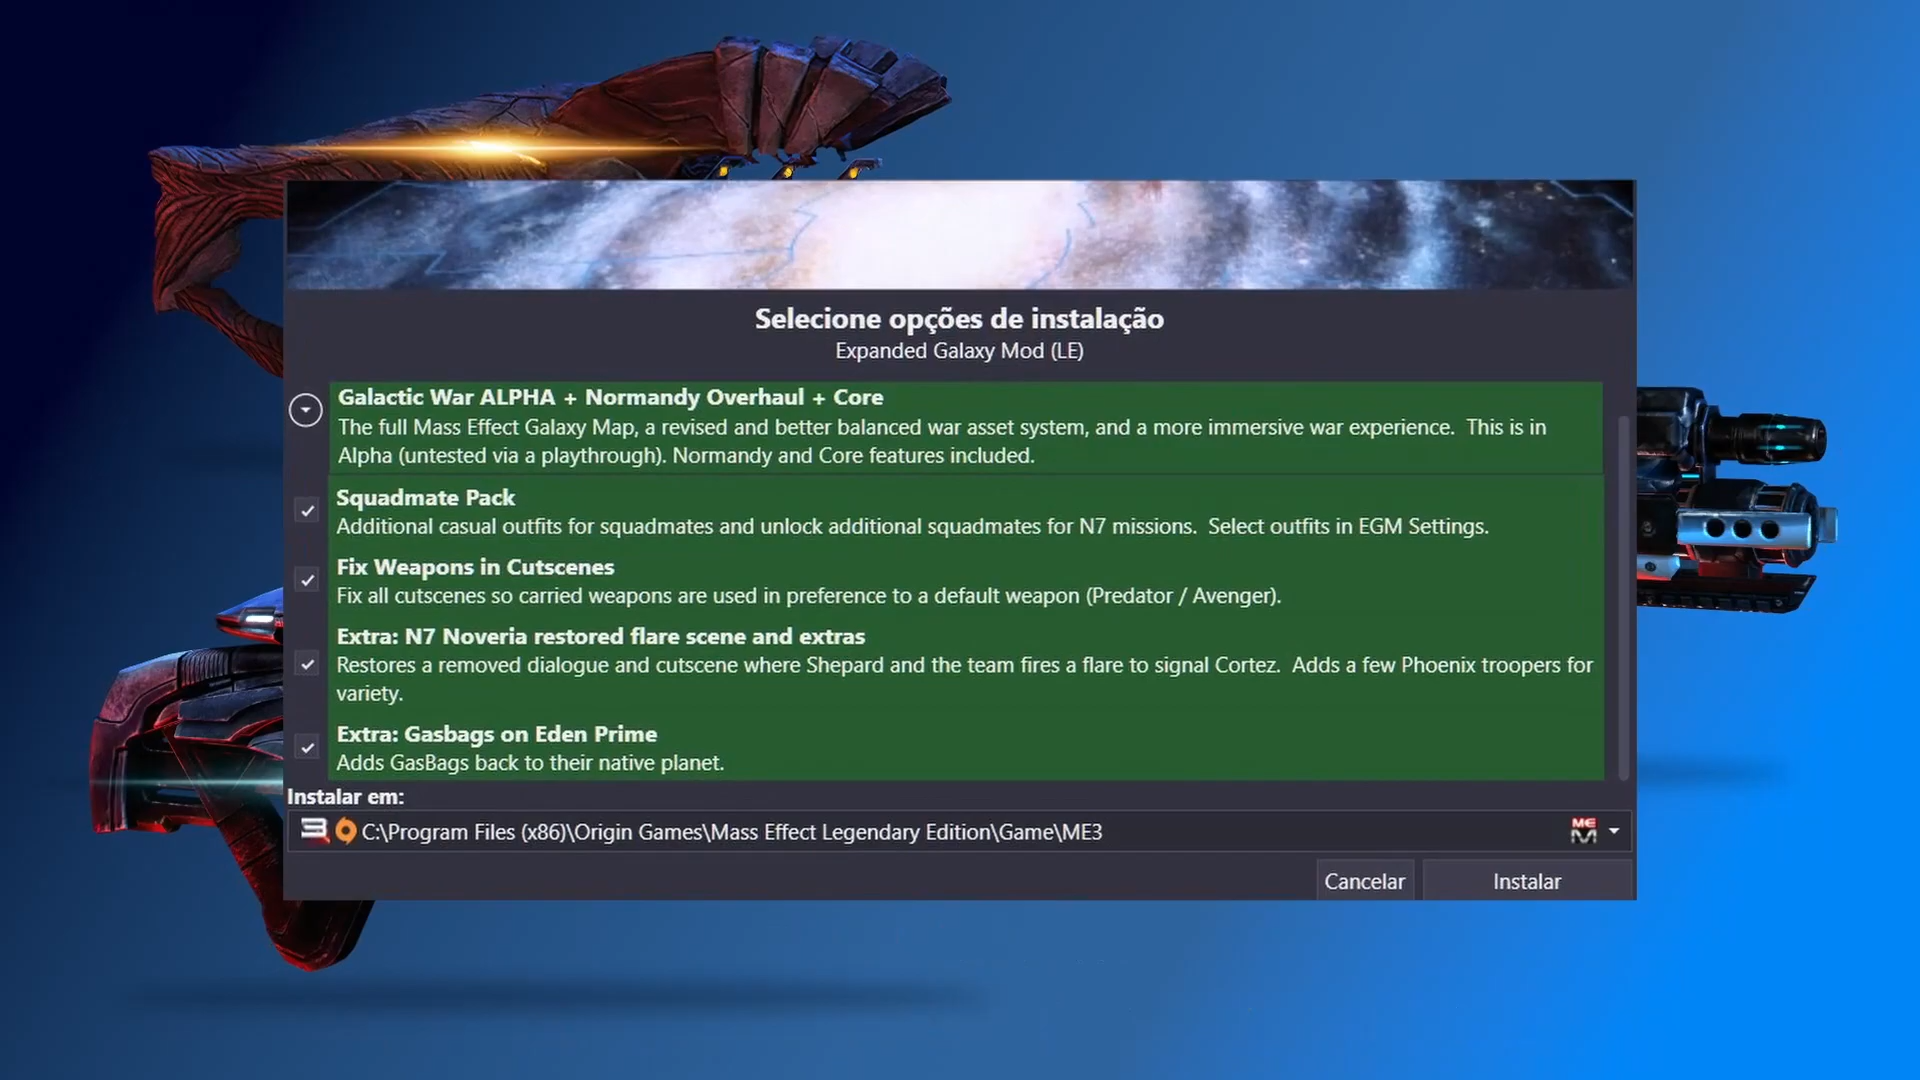 Selecione opções de instalação
Expanded Galaxy Mod (LE)
Galactic War ALPHA + Normandy Overhaul + Core
The full Mass Effect Galaxy Map, a revised and better balanced war asset system, and a more immersive war experience.  This is in
Alpha (untested via a playthrough). Normandy and Core features included.
Squadmate Pack
Additional casual outfits for squadmates and unlock additional squadmates for N7 missions.  Select outfits in EGM Settings.
Fix Weapons in Cutscenes
Fix all cutscenes so carried weapons are used in preference to a default weapon (Predator / Avenger).
Extra: N7 Noveria restored flare scene and extras
Restores a removed dialogue and cutscene where Shepard and the team fires a flare to signal Cortez.  Adds a few Phoenix troopers for
variety.
Extra: Gasbags on Eden Prime
Adds GasBags back to their native planet.
Instalar em:
3 C:\Program Files (x86)\Origin Games\Mass Effect Legendary Edition\Game\ME3 ME M
Cancelar Instalar